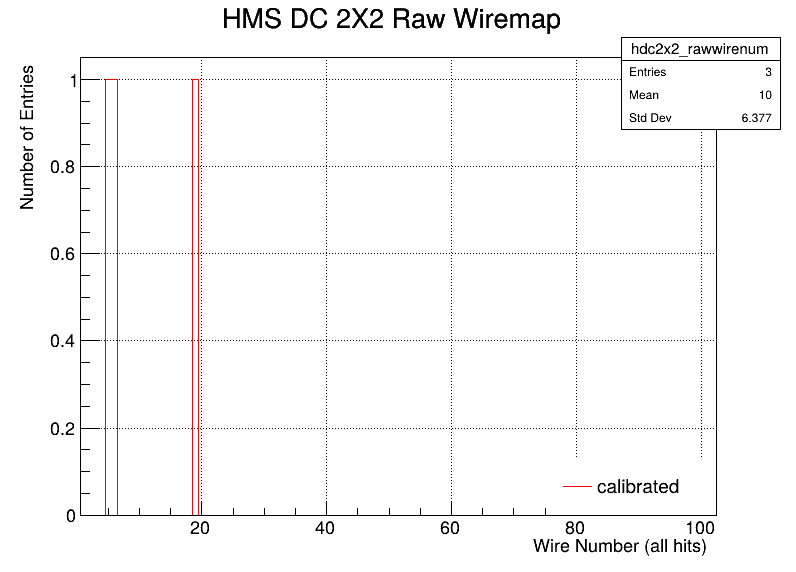 HMS DC 2X2 Raw Wiremap
hdc2x2_rawwirenum
Entries 3
Mean 10
Std Dev 6.377
Number of Entries
1
0.8
0.6
0.4
0.2
0
20 40 60 80 100
Wire Number (all hits)
calibrated